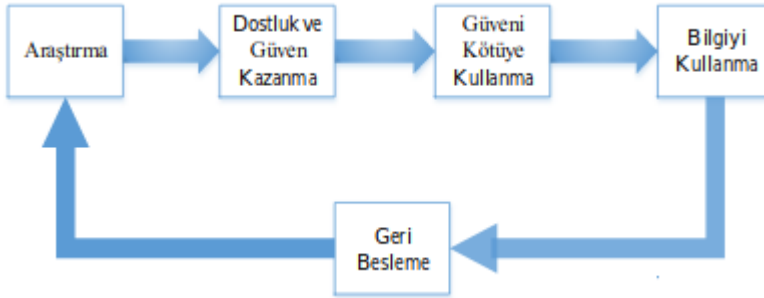 Araştırma
Dostluk ve
Güven
Kazanma
Güveni
Kötüye
Kullanma
Bilgiyi
Kullanma
Geri
Besleme